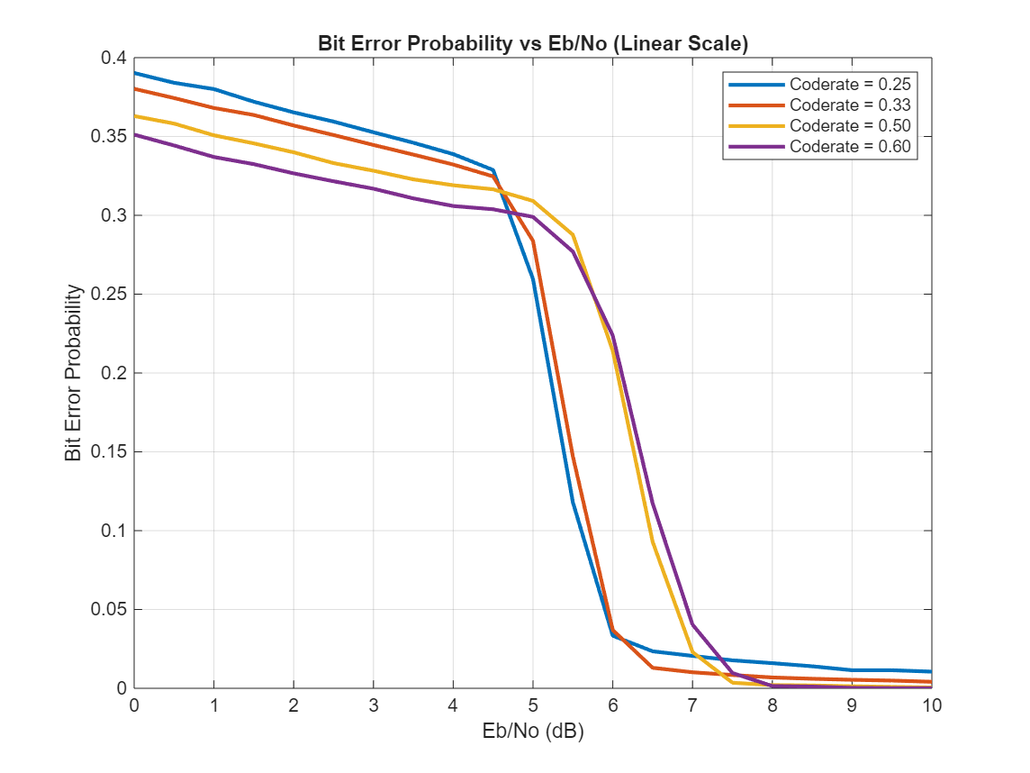 Bit Error Probability vs Eb/No (Linear Scale)
Coderate = 0.25
Coderate = 0.33
Coderate = 0.50
Coderate = 0.60
Bit Error Probability
0.4
0.35
0.3
0.25
0.2
0.15
0.1
0.05
0
0 1 2 3 4 5 6 7 8 9 10
Eb/No (dB)